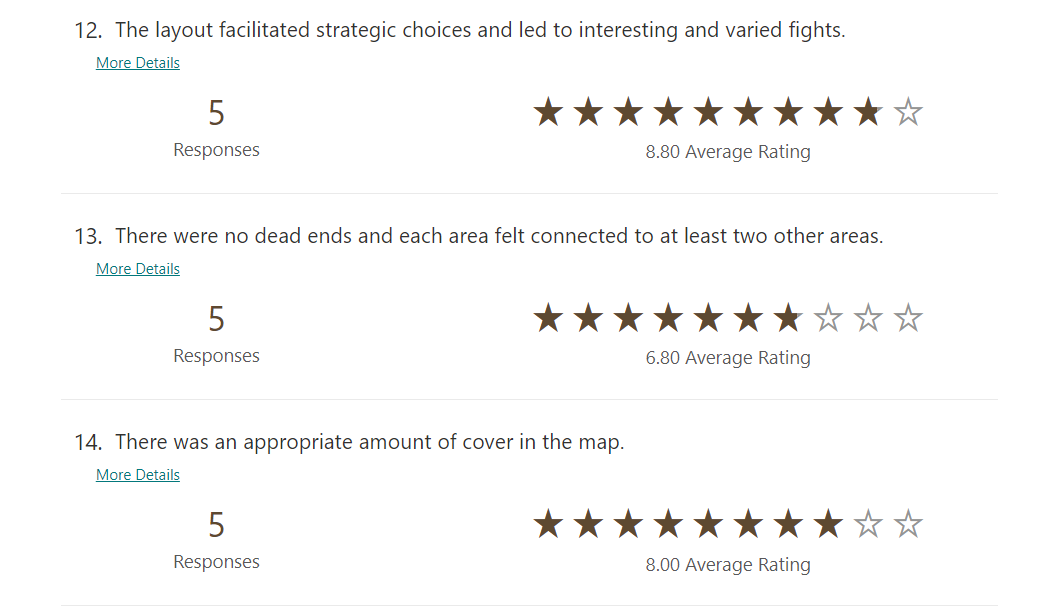 12. The layout facilitated strategic choices and led to interesting and varied fights.
More Details
5
Responses
8.80 Average Rating
13. There were no dead ends and each area felt connected to at least two other areas.
More Details
5
Responses
6.80 Average Rating
14. There was an appropriate amount of cover in the map.
More Details
5
Responses
8.00 Average Rating